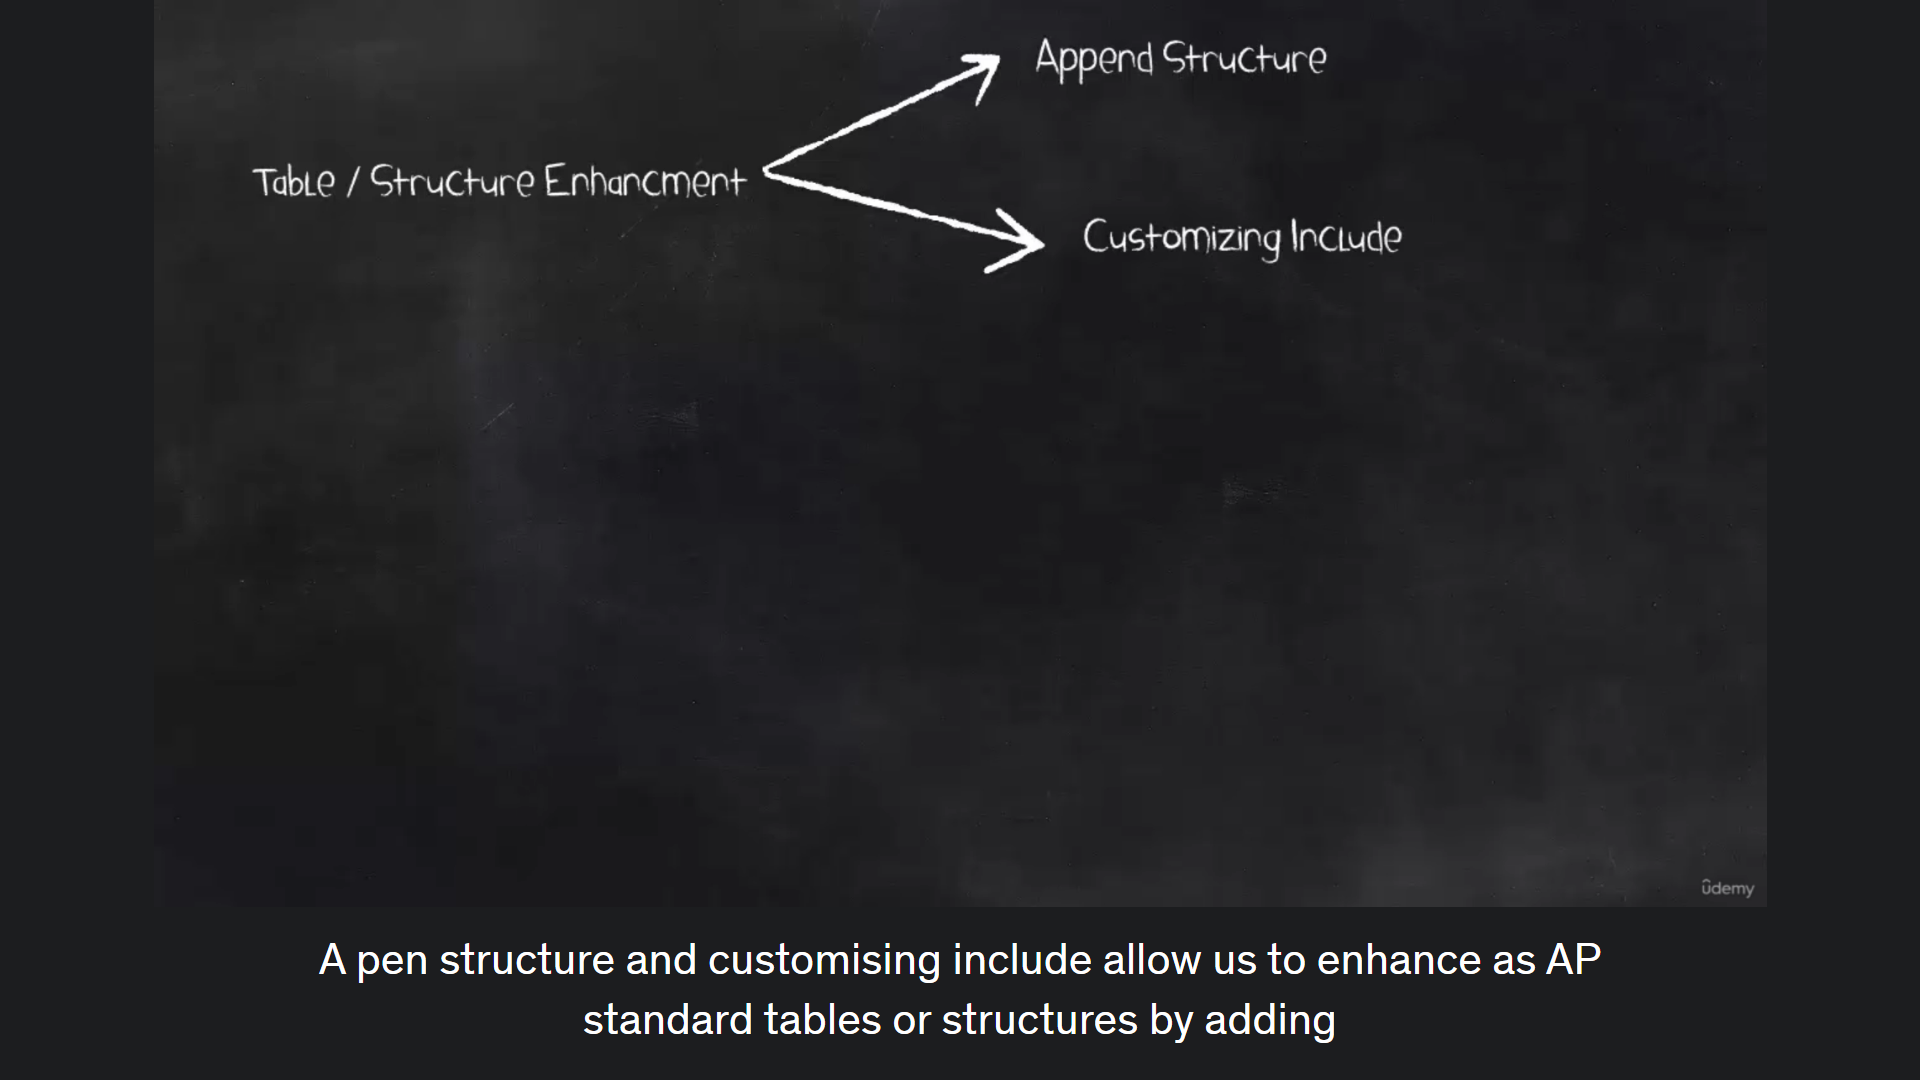 Append Structure
Table / Structure Enhancment
Customizing Include
ûdemy
A pen structure and customising include allow us to enhance as AP
standard tables or structures by adding